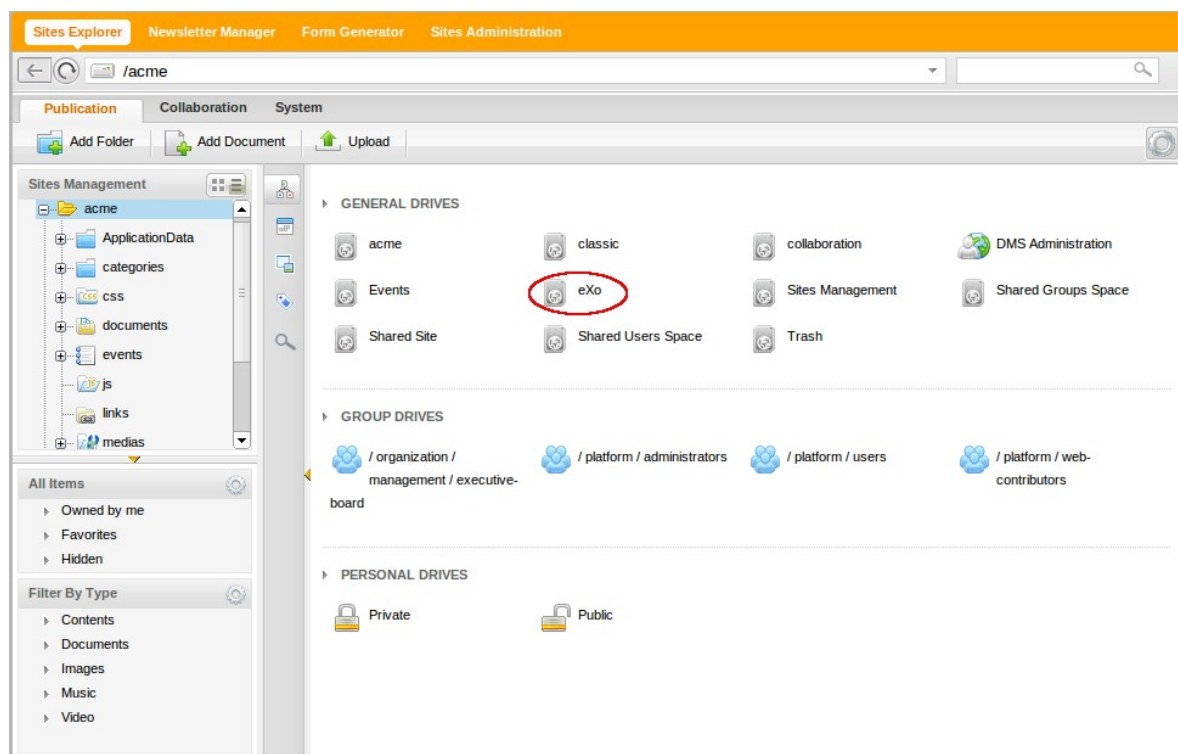 Sites Explorer Newsletter Manager Form Generator Sites Administration
/acme
Publication Collaboration System
Add Folder Add Document Upload
Sites Management
acme
ApplicationData
categories
css
documents
events
js
links
medias
All Items
Owned by me
Favorites
Hidden
Filter By Type
Contents
Documents
Images
Music
Video
GENERAL DRIVES
acme classic collaboration DMS Administration
Events eXo Sites Management Shared Groups Space
Shared Site Shared Users Space Trash
GROUP DRIVES
/ organization /
management / executive-
board
/ platform / administrators
/ platform / users
/ platform / web-
contributors
PERSONAL DRIVES
Private Public